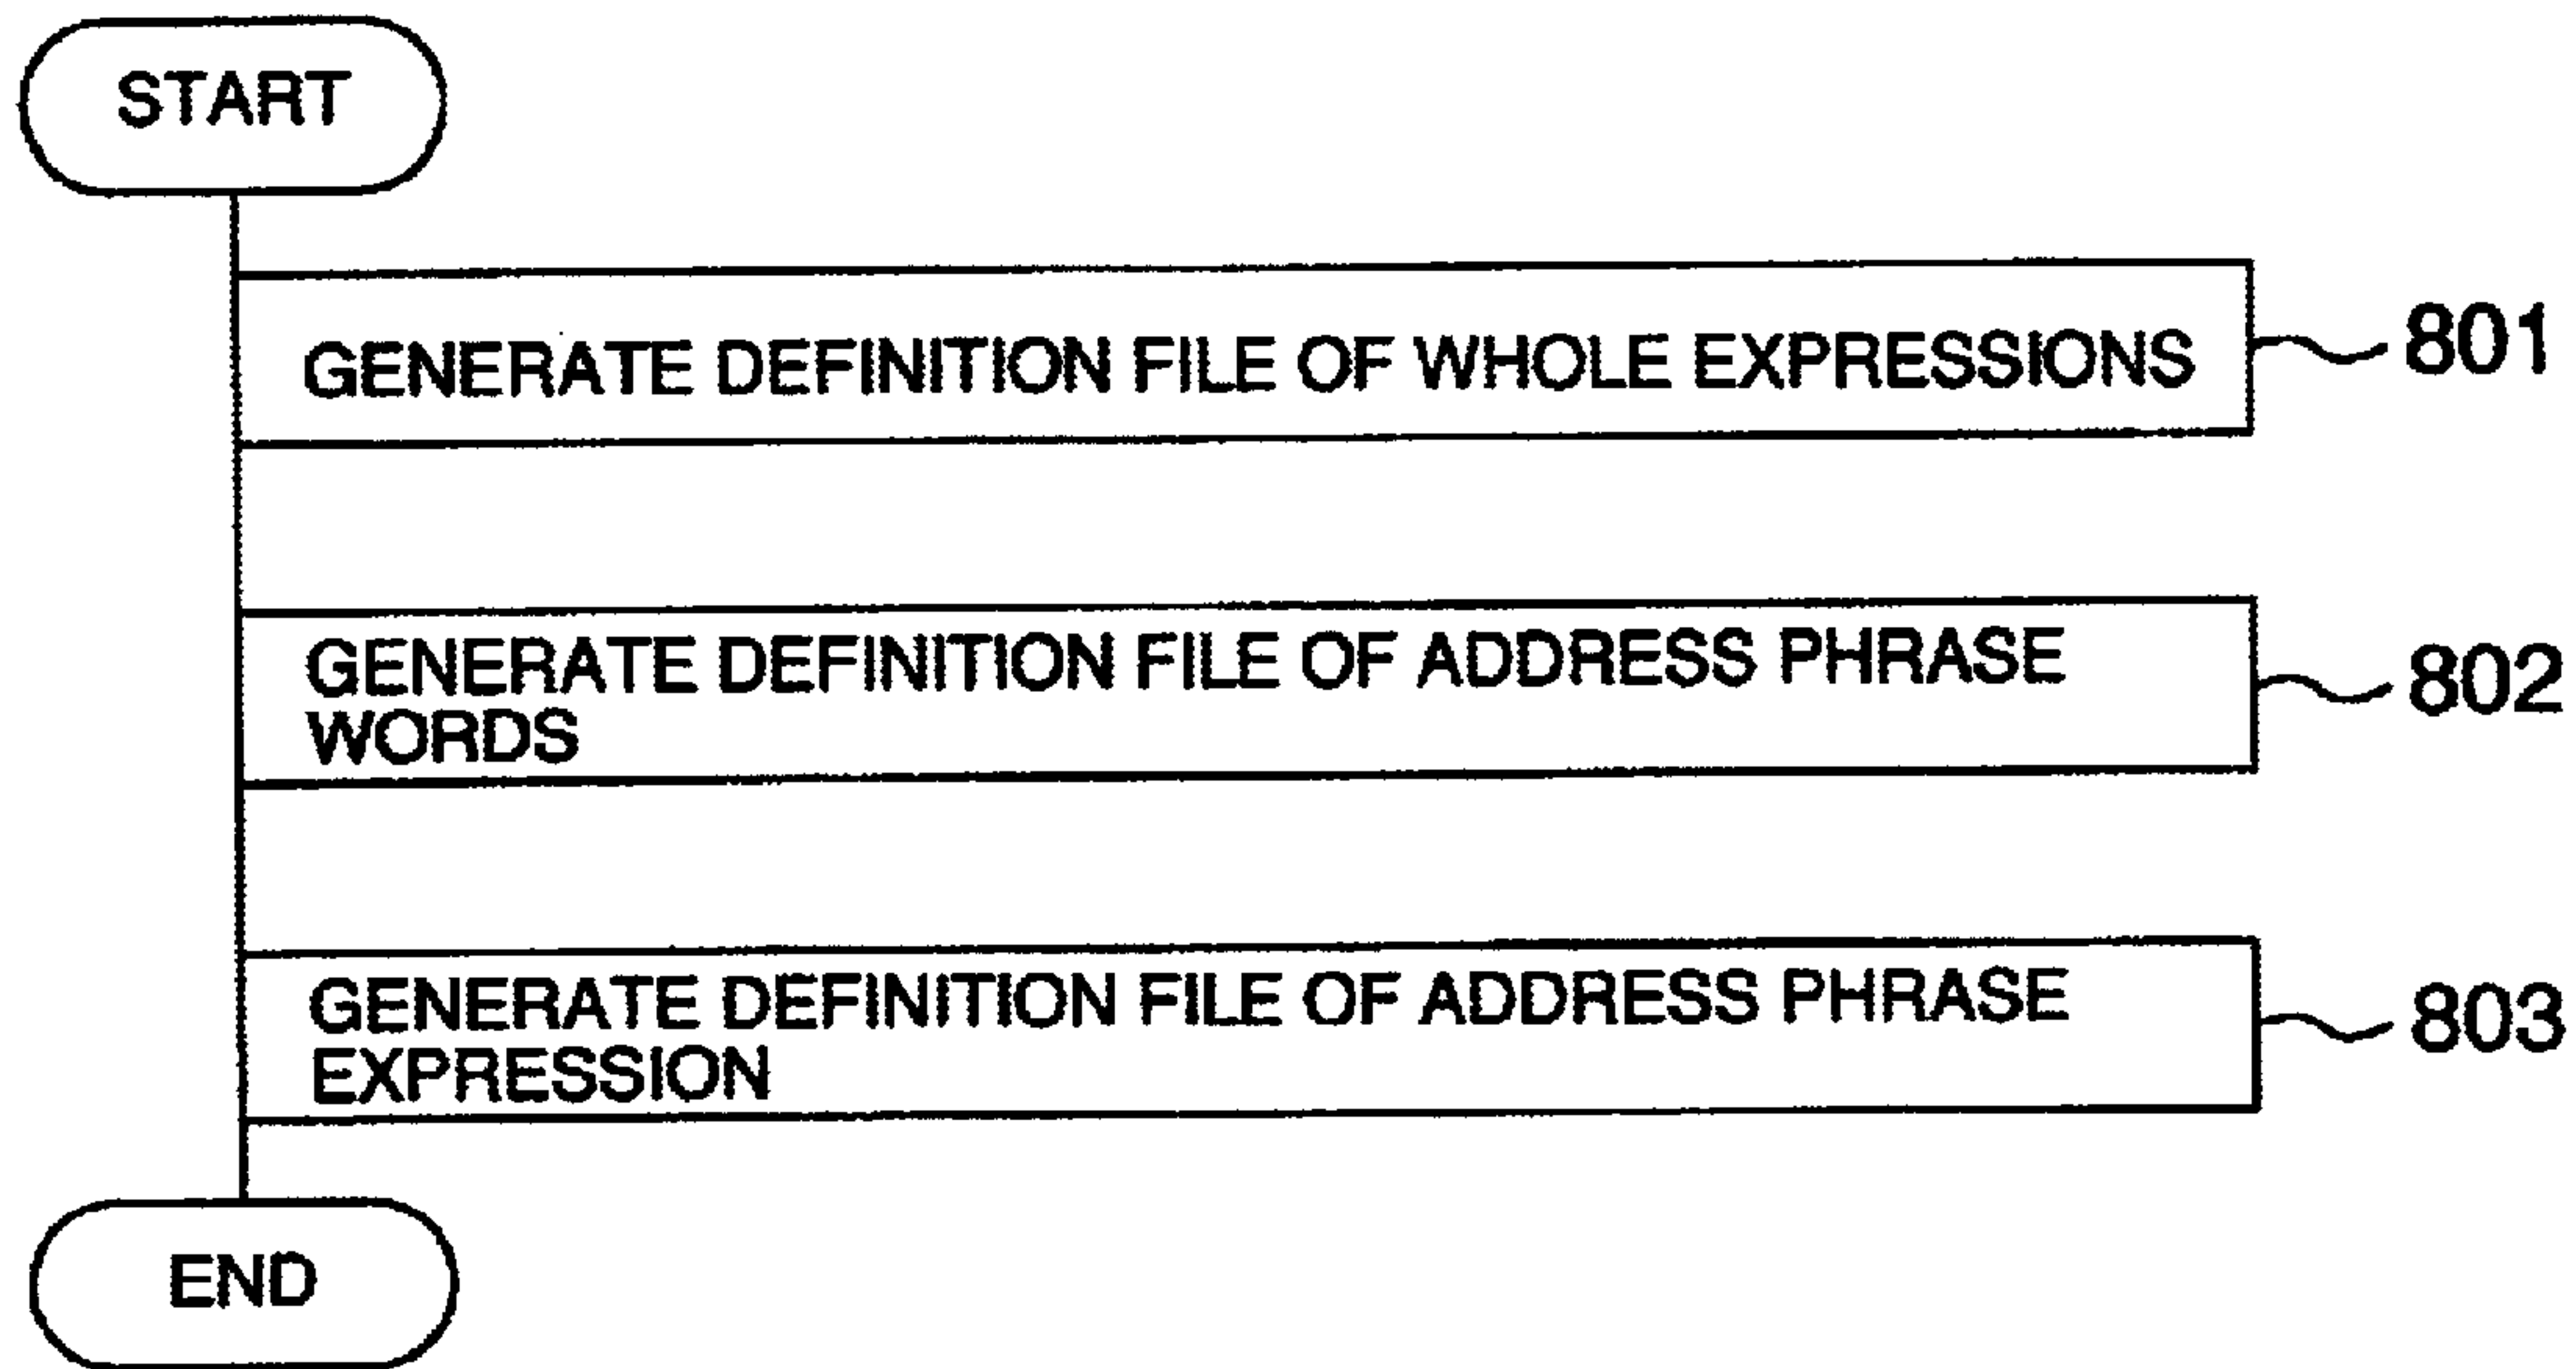 START
GENERATE DEFINITION FILE OF WHOLE EXPRESSIONS
801
GENERATE DEFINITION FILE OF ADDRESS PHRASE
WORDS
802
GENERATE DEFINITION FILE OF ADDRESS PHRASE
EXPRESSION
803
END